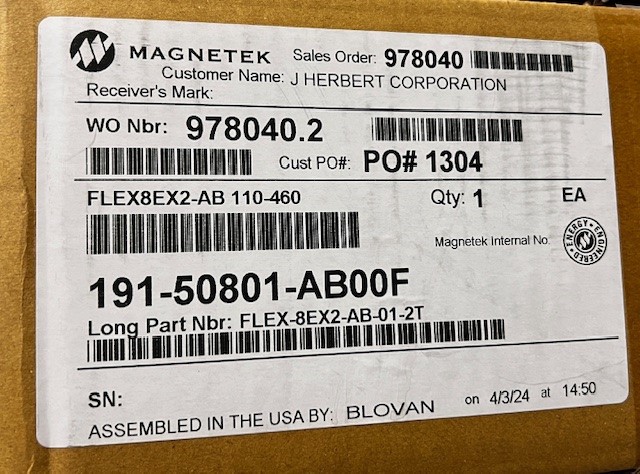 MAGNETEK Sales Order: 978040
Customer Name: J HERBERT CORPORATION
Receiver's Mark:
WO Nbr: 978040.2
Cust PO#: PO# 1304
FLEX8EX2-AB 110-460 Qty: 1 EA
Magnetek Internal No.
ENERGY ENGINEERED
191-50801-AB00F
Long Part Nbr: FLEX-8EX2-AB-01-2T
SN:
ASSEMBLED IN THE USA BY: BLOVAN on 4/3/24 at 14:50